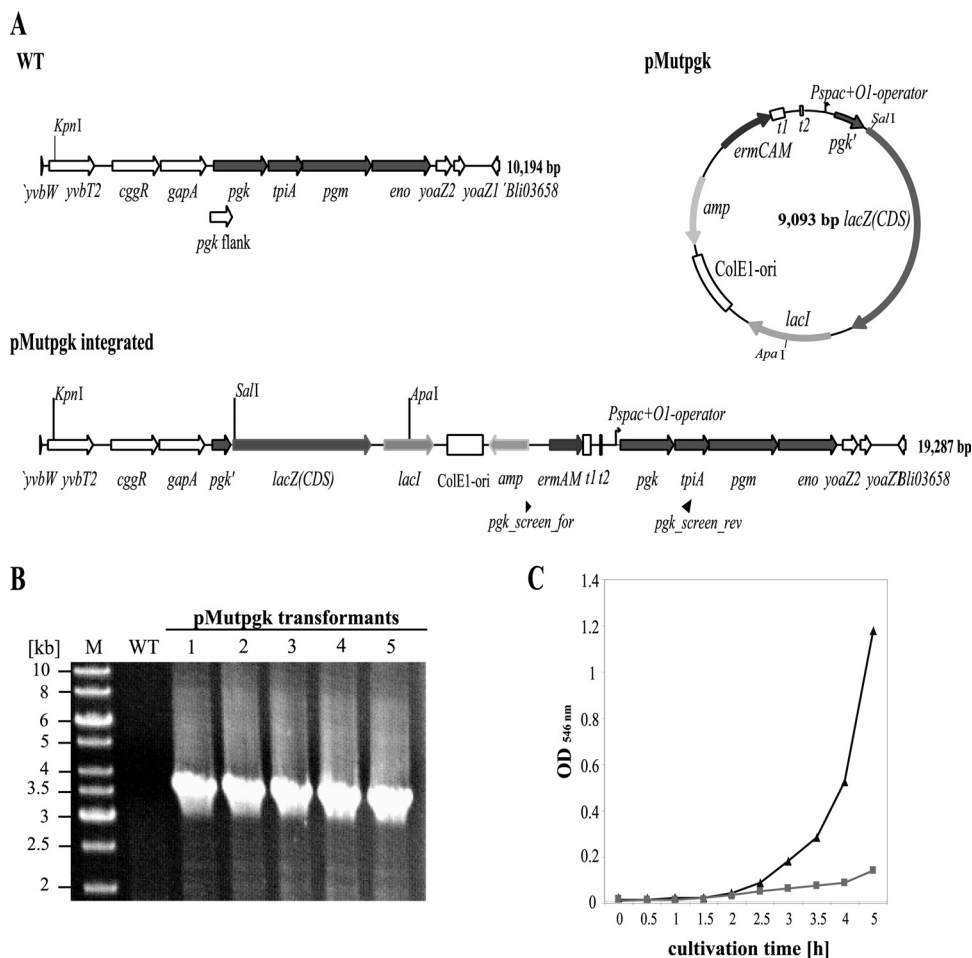 A
WT
KpnI
10,194 bp
'yvbW yvbT2 cggR gapA pgk tpiA pgm eno yoaZ2 yoaZ1 'Bli03658
pgk flank
pMutpgk
Pspac+O1-operator
t1 t2
SalI
pgk'
ermCAM
amp
9,093 bp lacZ(CDS)
ColE1-ori
lacI
ApaI
pMutpgk integrated
KpnI SalI ApaI
Pspac+O1-operator
19,287 bp
'yvbW yvbT2 cggR gapA pgk' lacZ(CDS) lacI ColE1-ori amp ermAM t1 t2 pgk tpiA pgm eno yoaZ2 yoaZ1 Bli03658
pgk_screen_for pgk_screen_rev
B
pMutpgk transformants
[kb] M WT 1 2 3 4 5
10
8
6
5
4
3.5
3
2.5
2
C
1.4
1.2
1
0.8
0.6
0.4
0.2
0
OD 546 nm
0 0.5 1 1.5 2 2.5 3 3.5 4 5
cultivation time [h]